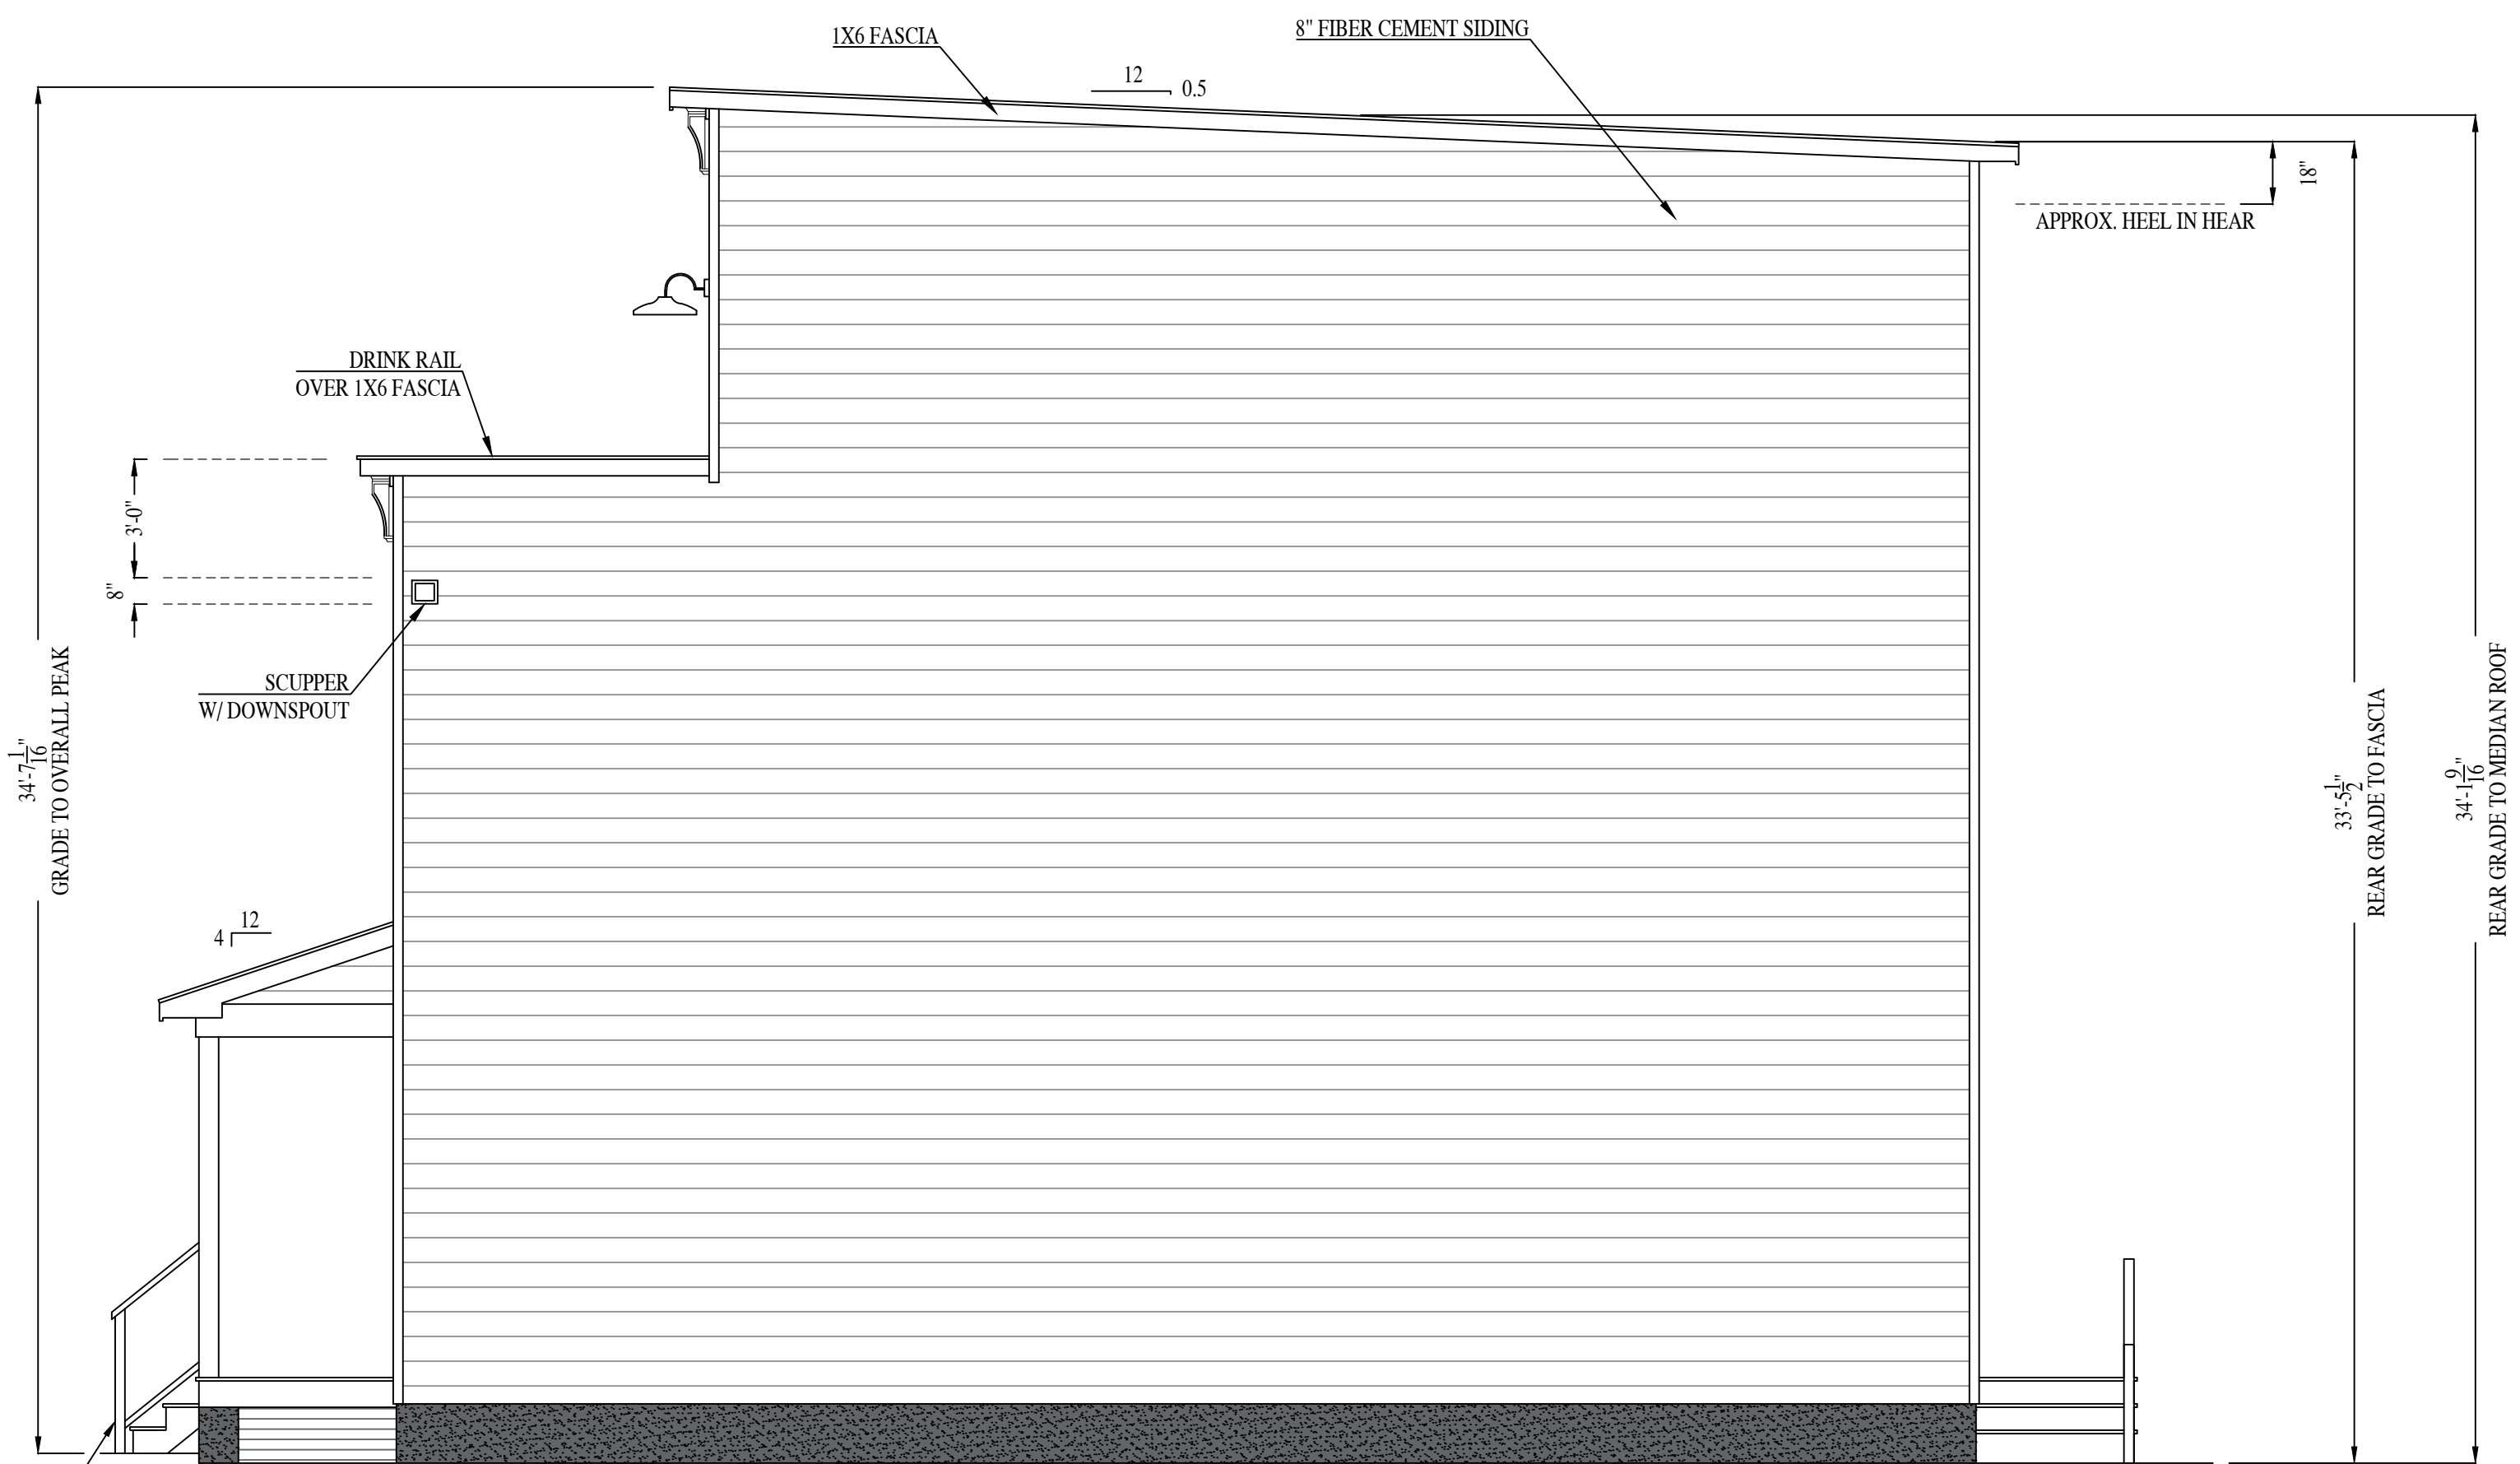 1X6 FASCIA
8" FIBER CEMENT SIDING
12
0.5
18"
APPROX. HEEL IN HEAR
DRINK RAIL
OVER 1X6 FASCIA
3'-0"
8"
SCUPPER
W/ DOWNSPOUT
34'-7 1/16"
GRADE TO OVERALL PEAK
33'-5 1/2"
REAR GRADE TO FASCIA
34'-1 9/16"
REAR GRADE TO MEDIAN ROOF
12
4